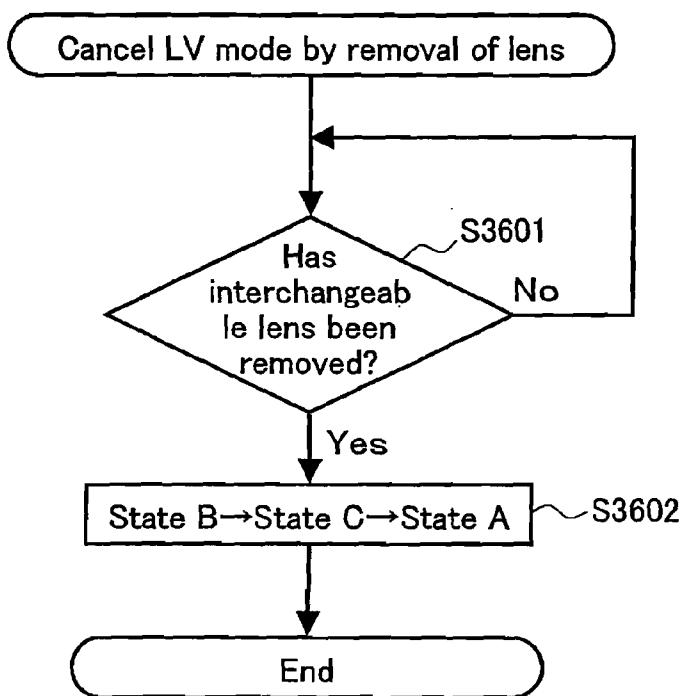 Cancel LV mode by removal of lens
S3601
Has
interchangeab
le lens been
removed?
No
Yes
State B→State C→State A
S3602
End